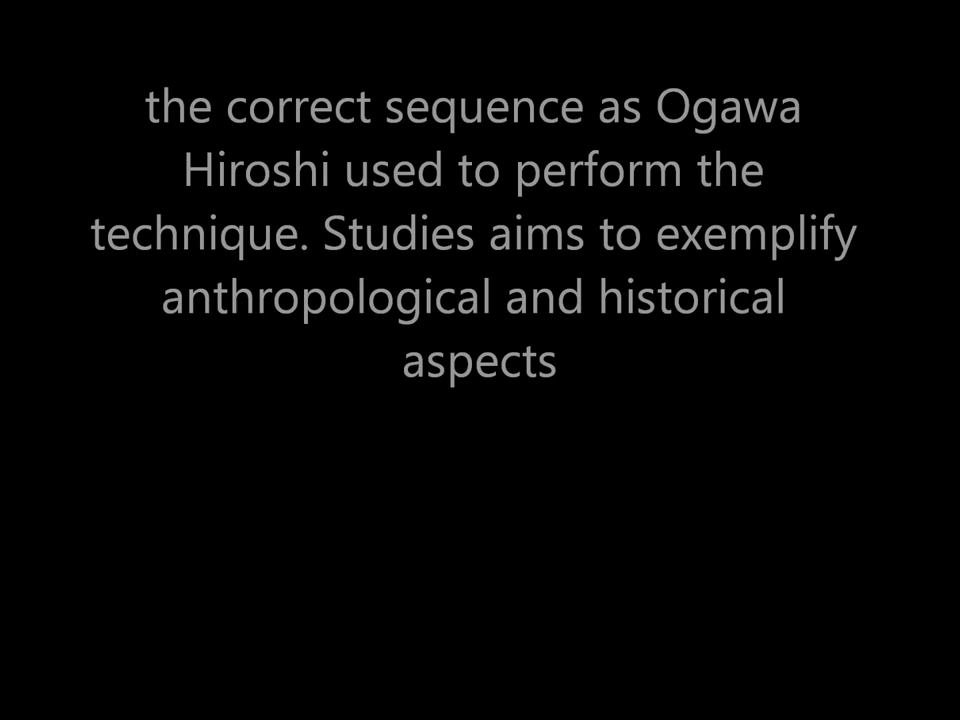 the correct sequence as Ogawa
Hiroshi used to perform the
technique. Studies aims to exemplify
anthropological and historical
aspects